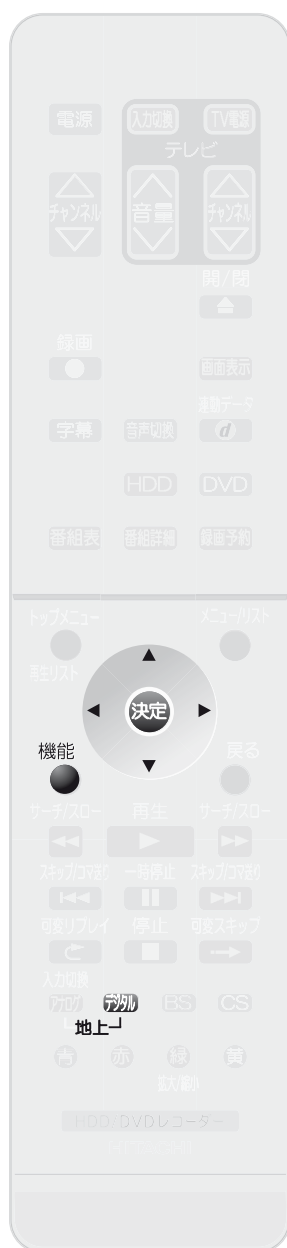 電源 入力切換 TV電源
テレビ
チャンネル 音量 チャンネル
開/閉
録画
画面表示
連動データ
字幕 音声切換 d
HDD DVD
番組表 番組詳細 録画予約
トップメニュー メニュー/リスト
再生リスト
決定
機能 戻る
サーチ/スロー 再生 サーチ/スロー
スキップ/コマ送り 一時停止 スキップ/コマ送り
可変リプレイ 停止 可変スキップ
入力切換
アナログ デジタル BS CS
地上
青 赤 緑 黄
拡大/縮小
HDD/DVDレコーダー